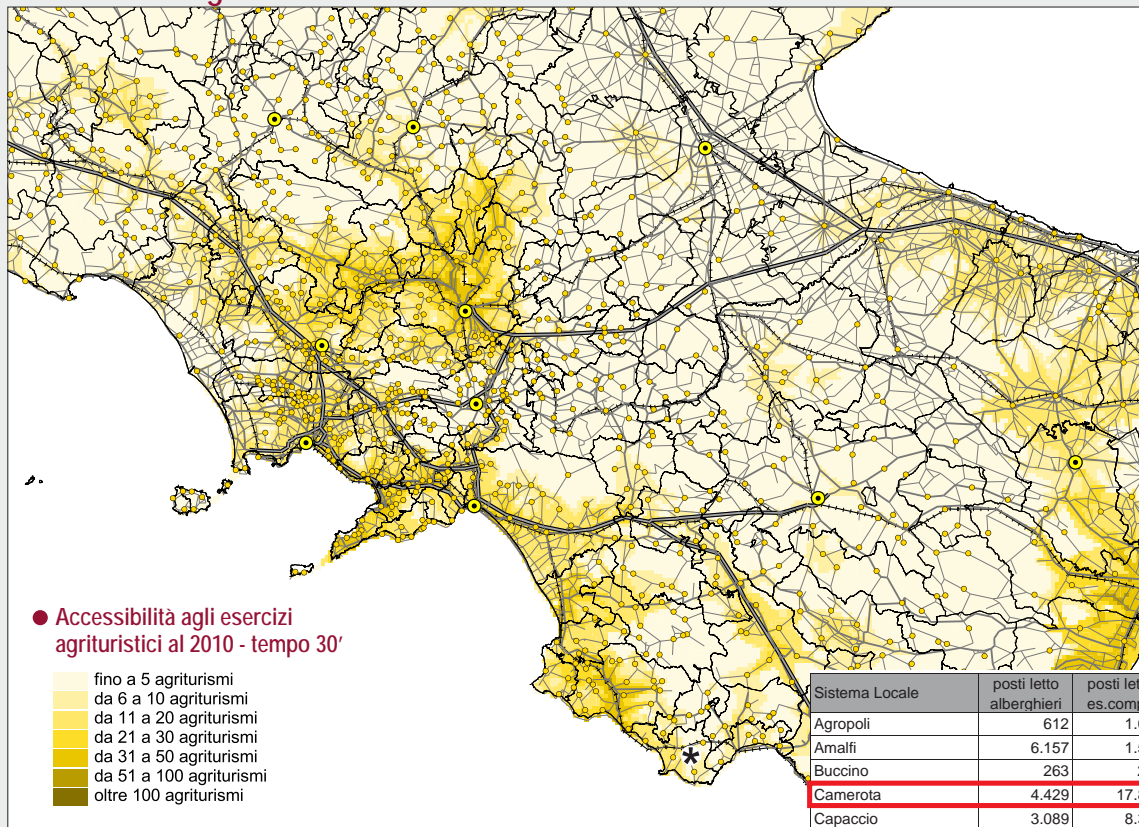 ● Accessibilità agli esercizi
agrituristici al 2010 - tempo 30'
fino a 5 agriturismi
da 6 a 10 agriturismi
da 11 a 20 agriturismi
da 21 a 30 agriturismi
da 31 a 50 agriturismi
da 51 a 100 agriturismi
oltre 100 agriturismi
*
Sistema Locale posti letto alberghieri
Agropoli 612
Amalfi 6.157
Buccino 263
Camerota 4.429
Capaccio 3.089